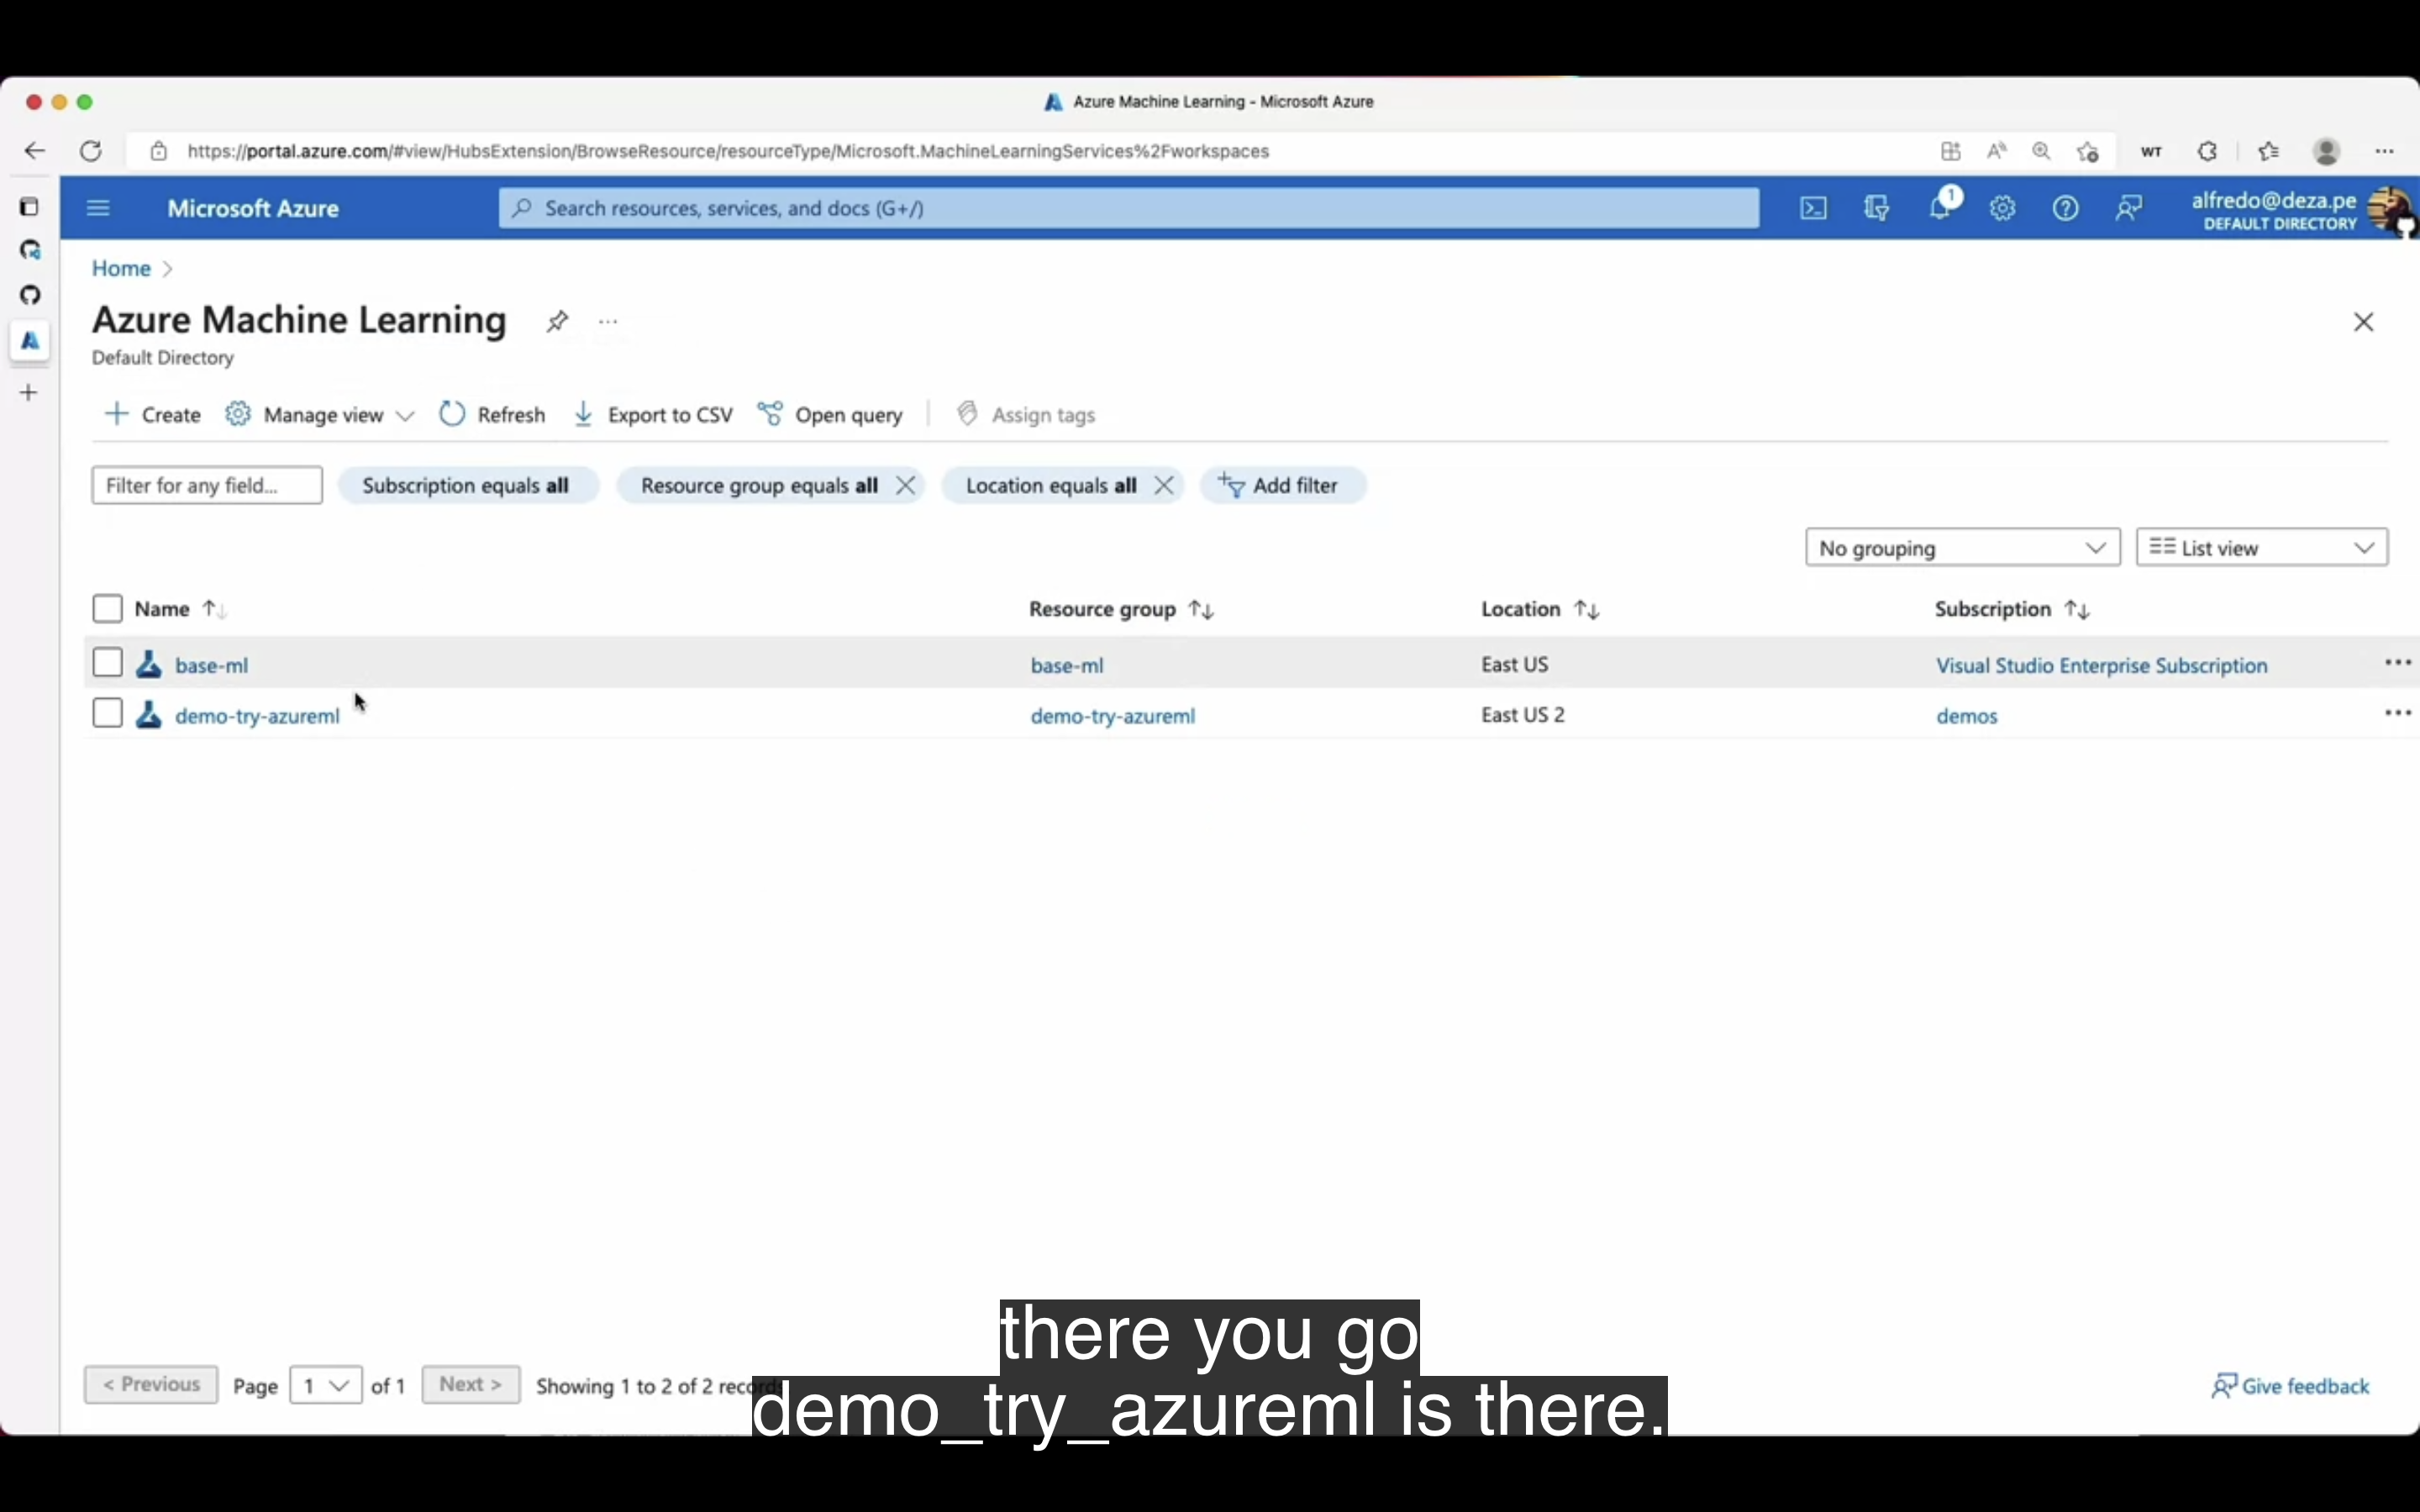 Azure Machine Learning - Microsoft Azure
https://portal.azure.com/#view/HubsExtension/BrowseResource/resourceType/Microsoft.MachineLearningServices%2Fworkspaces
WT
Microsoft Azure
Search resources, services, and docs (G+/)
1
alfredo@deza.pe
DEFAULT DIRECTORY
Home >
Azure Machine Learning
Default Directory
Create Manage view Refresh Export to CSV Open query Assign tags
Filter for any field... Subscription equals all Resource group equals all Location equals all Add filter
No grouping List view
Name Resource group Location Subscription
base-ml base-ml East US Visual Studio Enterprise Subscription
demo-try-azureml demo-try-azureml East US 2 demos
< Previous Page 1 of 1 Next > Showing 1 to 2 of 2 records
Give feedback
there you go
demo_try_azureml is there.